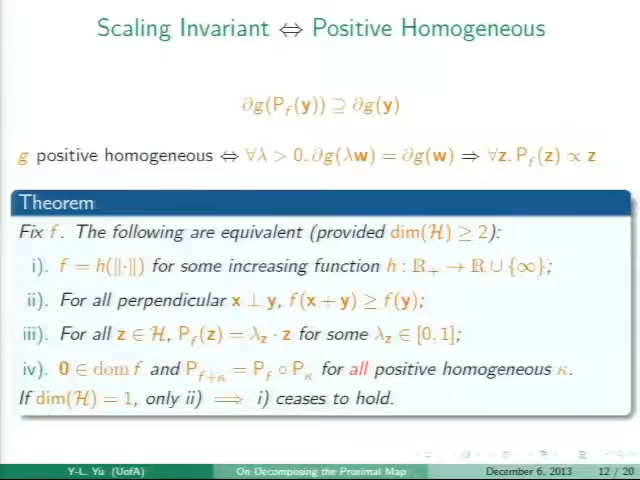 Scaling Invariant ⇔ Positive Homogeneous
∂g(P_f(y)) ⊇ ∂g(y)
g positive homogeneous ⇔ ∀λ > 0, ∂g(λw) = ∂g(w) ⇒ ∀z, P_f(z) ∝ z
Theorem
Fix f. The following are equivalent (provided dim(ℋ) ≥ 2):
i). f = h(‖·‖) for some increasing function h : ℝ₊ → ℝ ∪ {∞};
ii). For all perpendicular x ⊥ y, f(x + y) ≥ f(y);
iii). For all z ∈ ℋ, P_f(z) = λ_z · z for some λ_z ∈ [0, 1];
iv). 0 ∈ dom f and P_{f+κ} = P_f ∘ P_κ for all positive homogeneous κ.
If dim(ℋ) = 1, only ii) ⟹ i) ceases to hold.
Y-L. Yu (UofA) On Decomposing the Proximal Map December 6, 2013 12 / 20